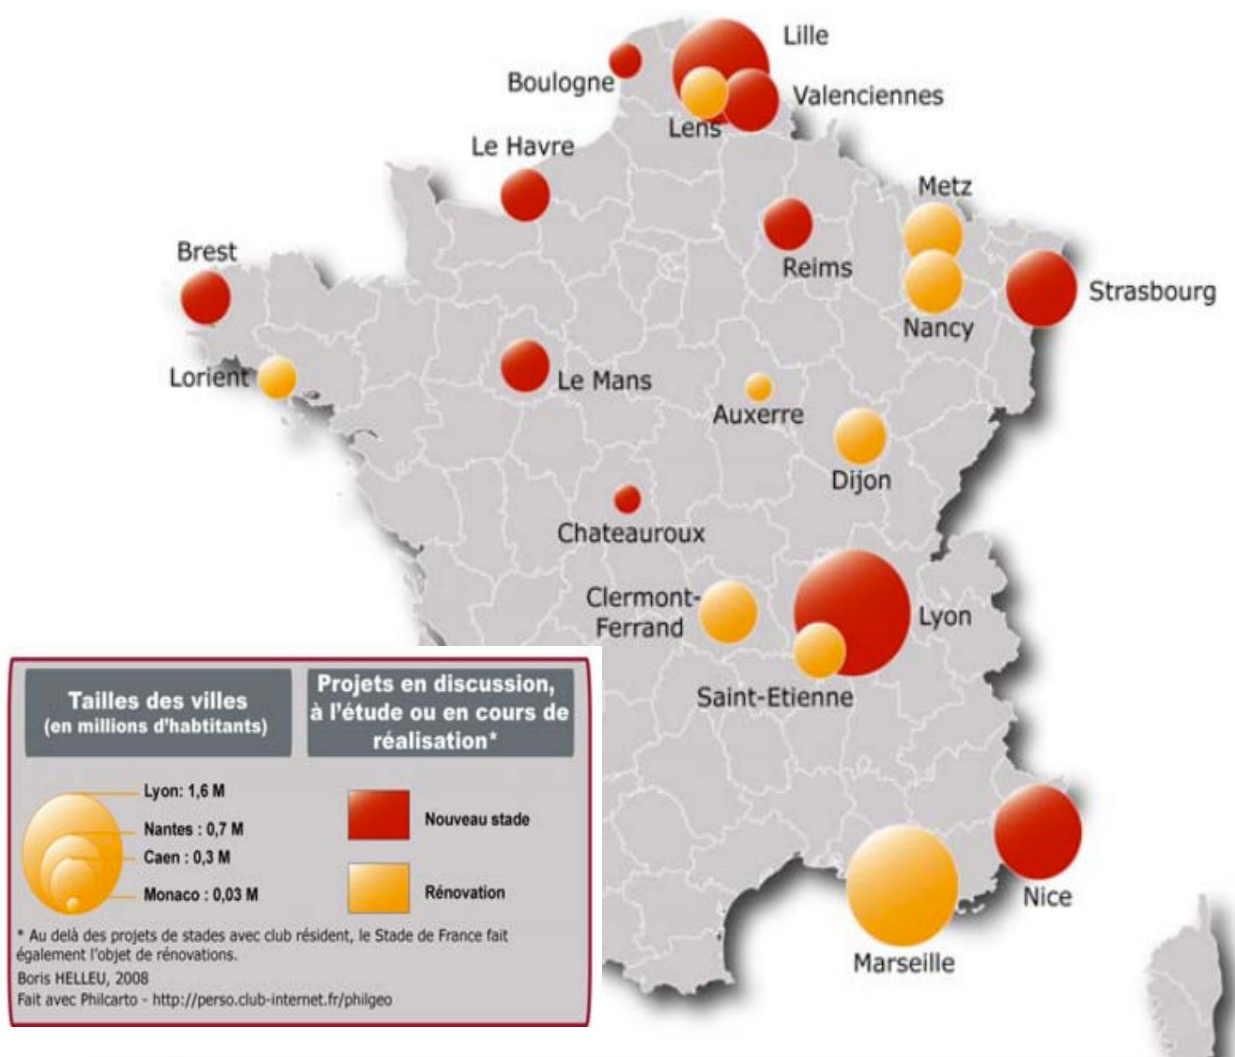 Lille
Boulogne
Valenciennes
Lens
Le Havre
Metz
Brest
Reims
Strasbourg
Nancy
Lorient
Le Mans
Auxerre
Dijon
Chateauroux
Clermont-
Ferrand
Lyon
Saint-Etienne
Nice
Marseille
Tailles des villes
(en millions d'habtitants)
Projets en discussion,
à l'étude ou en cours de
réalisation*
Lyon: 1,6 M
Nantes : 0,7 M
Caen : 0,3 M
Monaco : 0,03 M
Nouveau stade
Rénovation
* Au delà des projets de stades avec club résident, le Stade de France fait
également l'objet de rénovations.
Boris HELLEU, 2008
Fait avec Philcarto - http://perso.club-internet.fr/philgeo